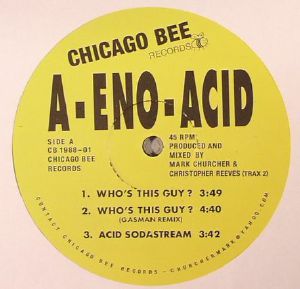 CHICAGO BEE
RECORDS
A-ENO-ACID
SIDE A
CB 1988-01
CHICAGO BEE
RECORDS
45 RPM
PRODUCED AND
MIXED BY
MARK CHURCHER &
CHRISTOPHER REEVES (TRAX 2)
1. WHO'S THIS GUY? 3:49
2. WHO'S THIS GUY? 4:40
(GASMAN REMIX)
3. ACID SODASTREAM 3:42
CONTACT CHICAGO BEE RECORDS - CHURCHERMARK@YAHOO.COM